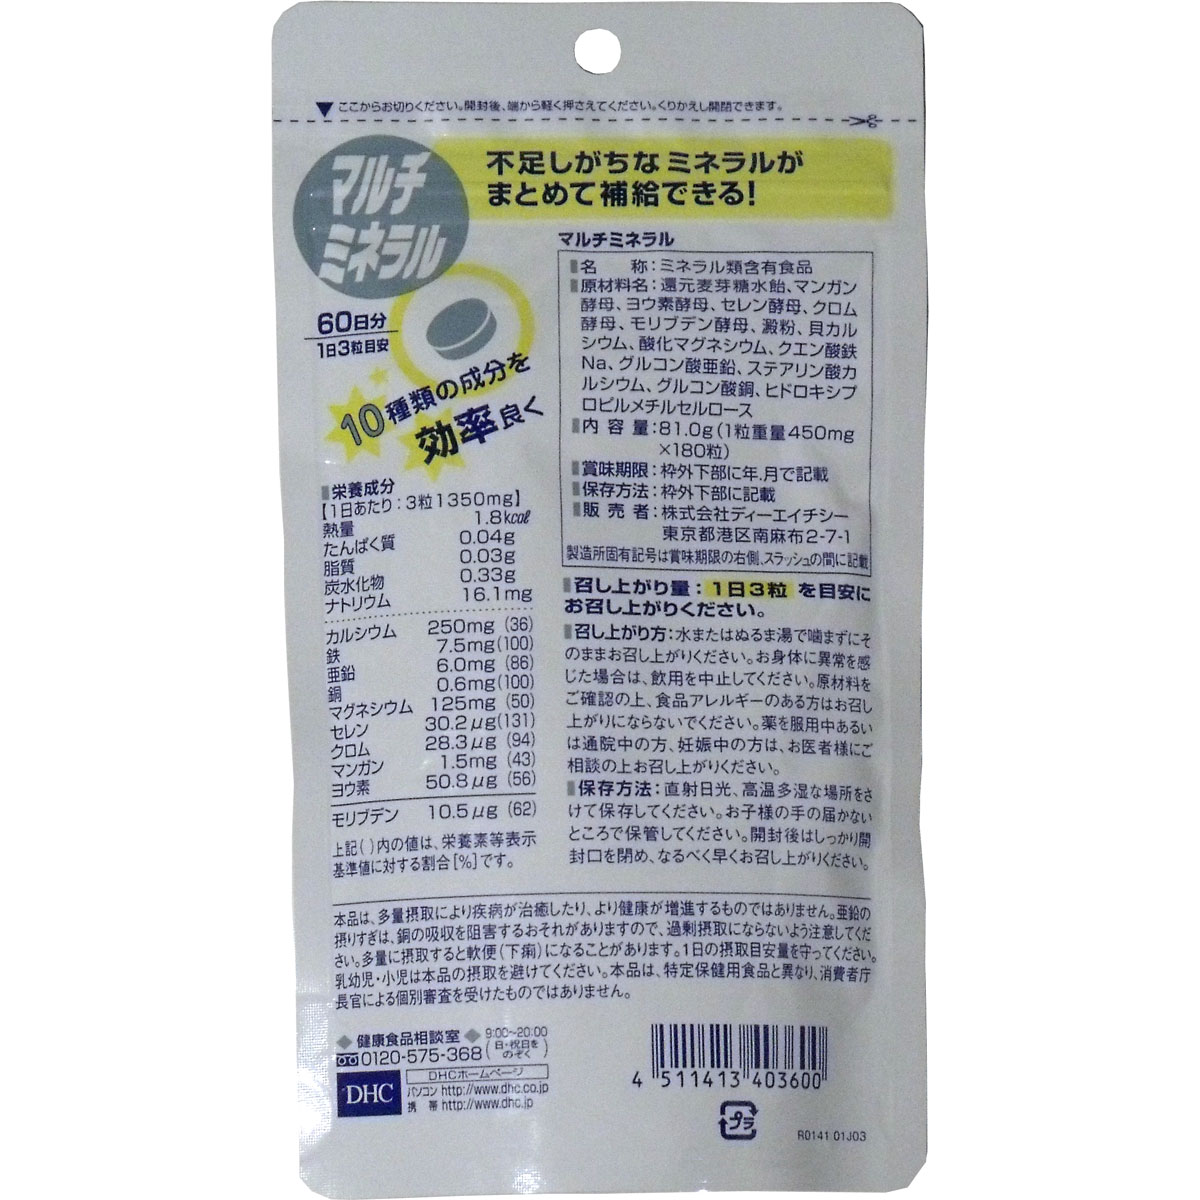 ▼ここからお切りください。開封後、端から軽く押さえてください。くりかえし開閉できます。
マルチ
ミネラル
不足しがちなミネラルが
まとめて補給できる!
60日分
1日3粒目安
10種類の成分を
効率良く
■栄養成分
【1日あたり:3粒1350mg】
熱量 1.8kcal
たんぱく質 0.04g
脂質 0.03g
炭水化物 0.33g
ナトリウム 16.1mg
カルシウム 250mg (36)
鉄 7.5mg(100)
亜鉛 6.0mg (86)
銅 0.6mg(100)
マグネシウム 125mg (50)
セレン 30.2μg(131)
クロム 28.3μg (94)
マンガン 1.5mg (43)
ヨウ素 50.8μg (56)
モリブデン 10.5μg (62)
上記( )内の値は、栄養素等表示
基準値に対する割合[%]です。
マルチミネラル
■名 称:ミネラル類含有食品
■原材料名:還元麦芽糖水飴、マンガン
酵母、ヨウ素酵母、セレン酵母、クロム
酵母、モリブデン酵母、澱粉、貝カル
シウム、酸化マグネシウム、クエン酸鉄
Na、グルコン酸亜鉛、ステアリン酸カ
ルシウム、グルコン酸銅、ヒドロキシプ
ロピルメチルセルロース
■内 容 量:81.0g(1粒重量450mg
×180粒)
■賞味期限:枠外下部に年.月で記載
■保存方法:枠外下部に記載
■販 売 者:株式会社ディーエイチシー
東京都港区南麻布2-7-1
製造所固有記号は賞味期限の右側、スラッシュの間に記載
■召し上がり量:1日3粒を目安に
お召し上がりください。
■召し上がり方:水またはぬるま湯で噛まずにそ
のままお召し上がりください。お身体に異常を感
じた場合は、飲用を中止してください。原材料を
ご確認の上、食品アレルギーのある方はお召し
上がりにならないでください。薬を服用中あるい
は通院中の方、妊娠中の方は、お医者様にご
相談の上お召し上がりください。
■保存方法:直射日光、高温多湿な場所をさ
けて保存してください。お子様の手の届かない
ところで保管してください。開封後はしっかり開
封口を閉め、なるべく早くお召し上がりください。
本品は、多量摂取により疾病が治癒したり、より健康が増進するものではありません。亜鉛の
摂りすぎは、銅の吸収を阻害するおそれがありますので、過剰摂取にならないよう注意してくだ
さい。多量に摂取すると軟便(下痢)になることがあります。1日の摂取目安量を守ってください。
乳幼児・小児は本品の摂取を避けてください。本品は、特定保健用食品と異なり、消費者庁
長官による個別審査を受けたものではありません。
◆健康食品相談室◆ 9:00〜20:00
0120-575-368 (日・祝日をのぞく)
DHC
DHCホームページ
パソコン http://www.dhc.co.jp
携 帯 http://www.dhc.jp
4 511413 403600
プラ
R0141 01J03